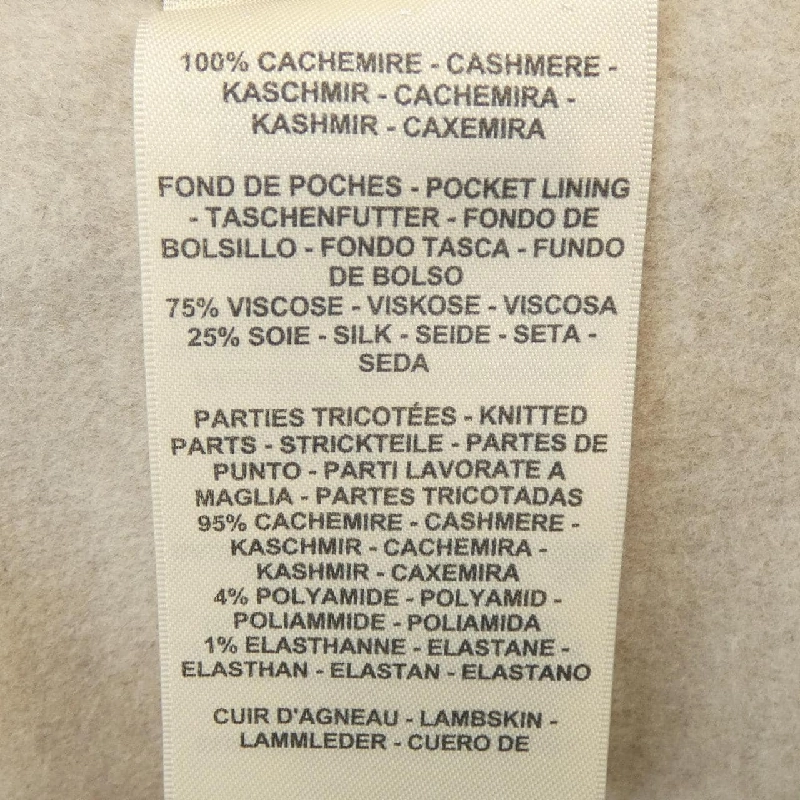 100% CACHEMIRE - CASHMERE -
KASCHMIR - CACHEMIRA -
KASHMIR - CAXEMIRA
FOND DE POCHES - POCKET LINING
- TASCHENFUTTER - FONDO DE
BOLSILLO - FONDO TASCA - FUNDO
DE BOLSO
75% VISCOSE - VISKOSE - VISCOSA
25% SOIE - SILK - SEIDE - SETA -
SEDA
PARTIES TRICOTÉES - KNITTED
PARTS - STRICKTEILE - PARTES DE
PUNTO - PARTI LAVORATE A
MAGLIA - PARTES TRICOTADAS
95% CACHEMIRE - CASHMERE -
KASCHMIR - CACHEMIRA -
KASHMIR - CAXEMIRA
4% POLYAMIDE - POLYAMID -
POLIAMMIDE - POLIAMIDA
1% ELASTHANNE - ELASTANE -
ELASTHAN - ELASTAN - ELASTANO
CUIR D'AGNEAU - LAMBSKIN -
LAMMLEDER - CUERO DE